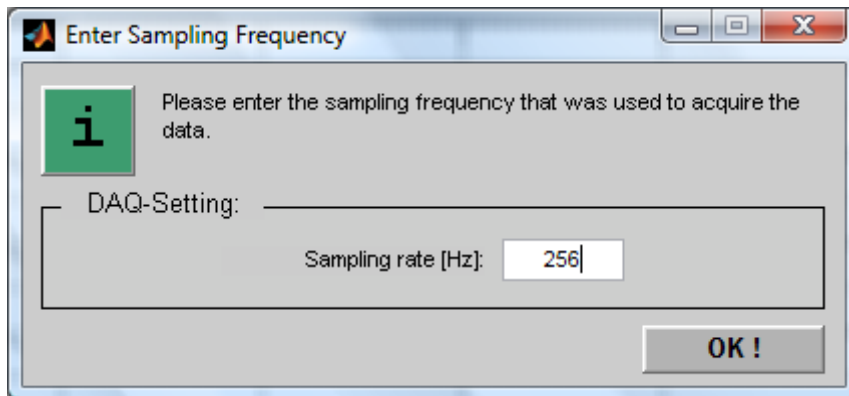 Enter Sampling Frequency
i
Please enter the sampling frequency that was used to acquire the
data.
DAQ-Setting:
Sampling rate [Hz]: 256
OK !